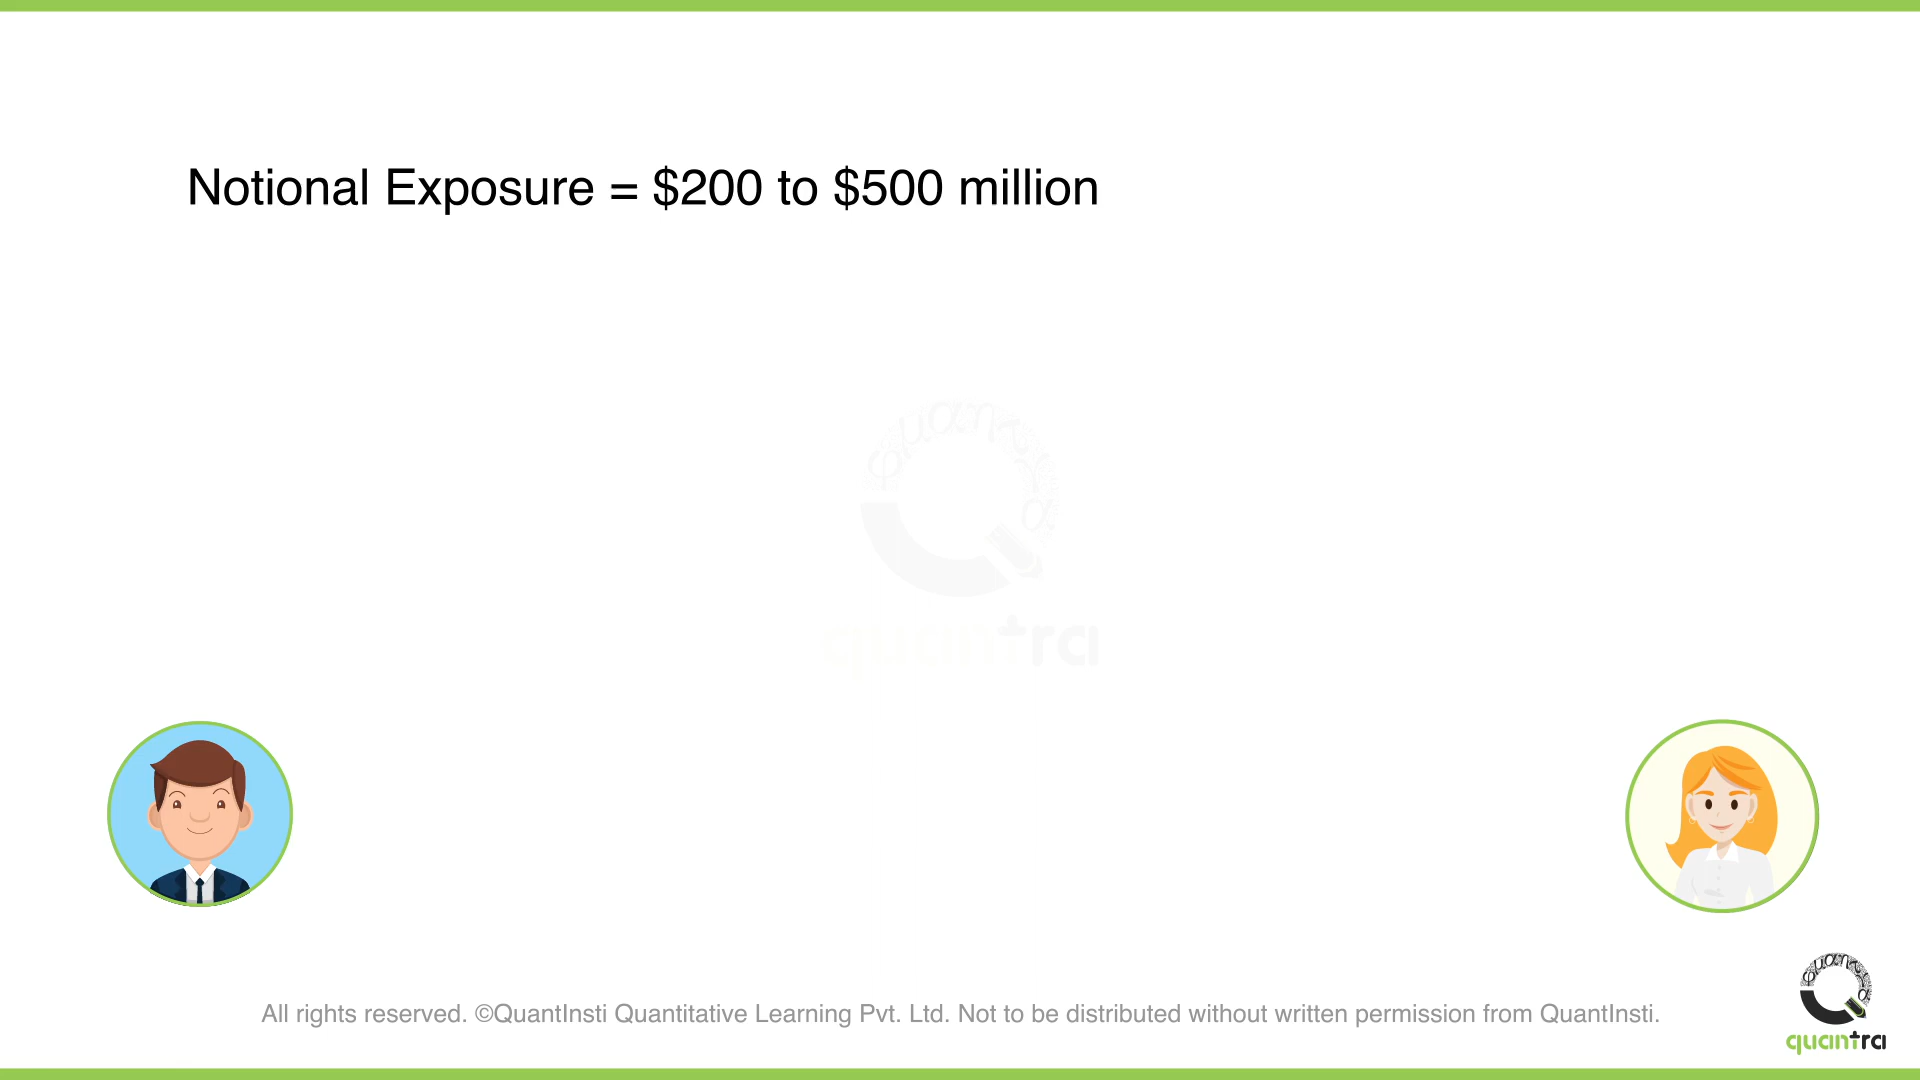 Notional Exposure = $200 to $500 million
quantra
All rights reserved. ©QuantInsti Quantitative Learning Pvt. Ltd. Not to be distributed without written permission from QuantInsti.
quantra